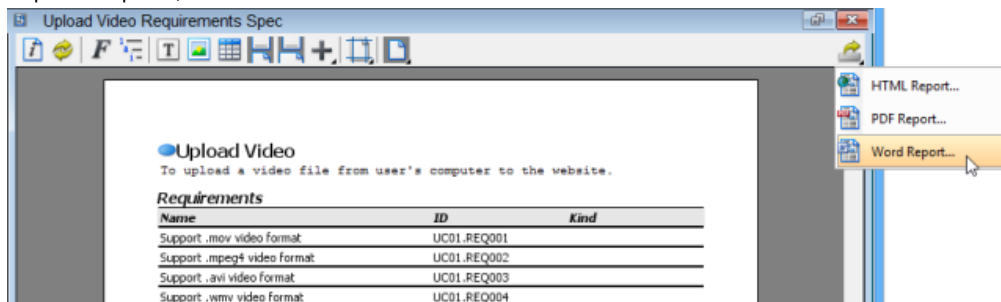 Upload Video Requirements Spec
F
T
HTML Report...
PDF Report...
Word Report...
Upload Video
To upload a video file from user's computer to the website.
Requirements
Name ID Kind
Support .mov video format UC01.REQ001
Support .mpeg4 video format UC01.REQ002
Support .avi video format UC01.REQ003
Support .wmv video format UC01.REQ004